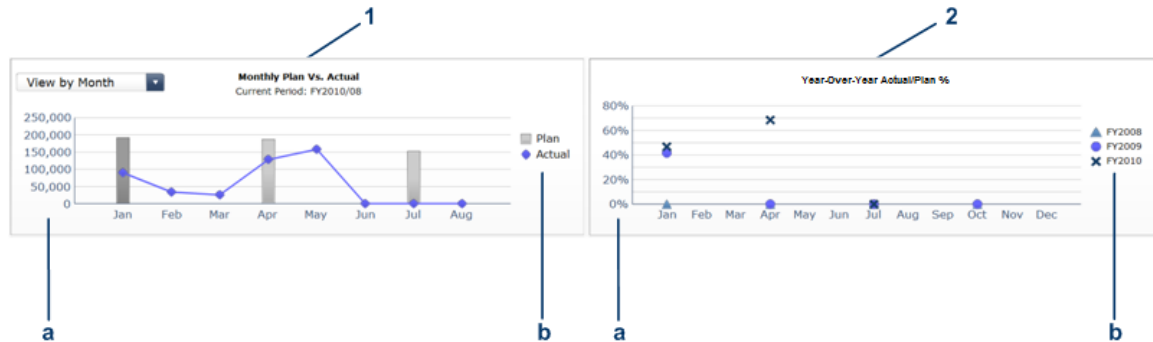 1
2
View by Month
Monthly Plan Vs. Actual
Current Period: FY2010/08
250,000
200,000
150,000
100,000
50,000
0
Jan Feb Mar Apr May Jun Jul Aug
Plan
Actual
Year-Over-Year Actual/Plan %
80%
60%
40%
20%
0%
Jan Feb Mar Apr May Jun Jul Aug Sep Oct Nov Dec
FY2008
FY2009
FY2010
a
b
a
b